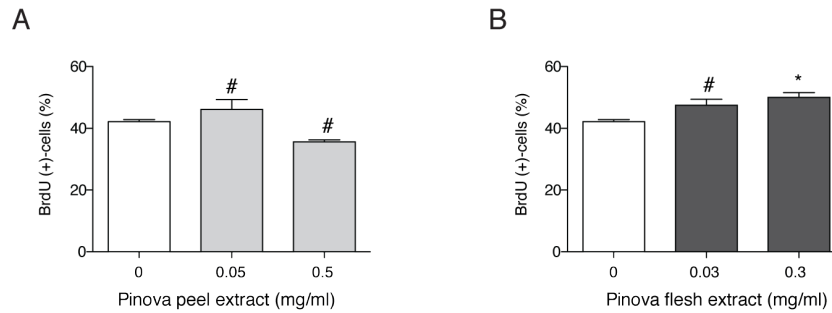 A
BrdU (+)-cells (%)
60
40
20
0
#
#
0 0.05 0.5
Pinova peel extract (mg/ml)
B
BrdU (+)-cells (%)
60
40
20
0
#
*
0 0.03 0.3
Pinova flesh extract (mg/ml)